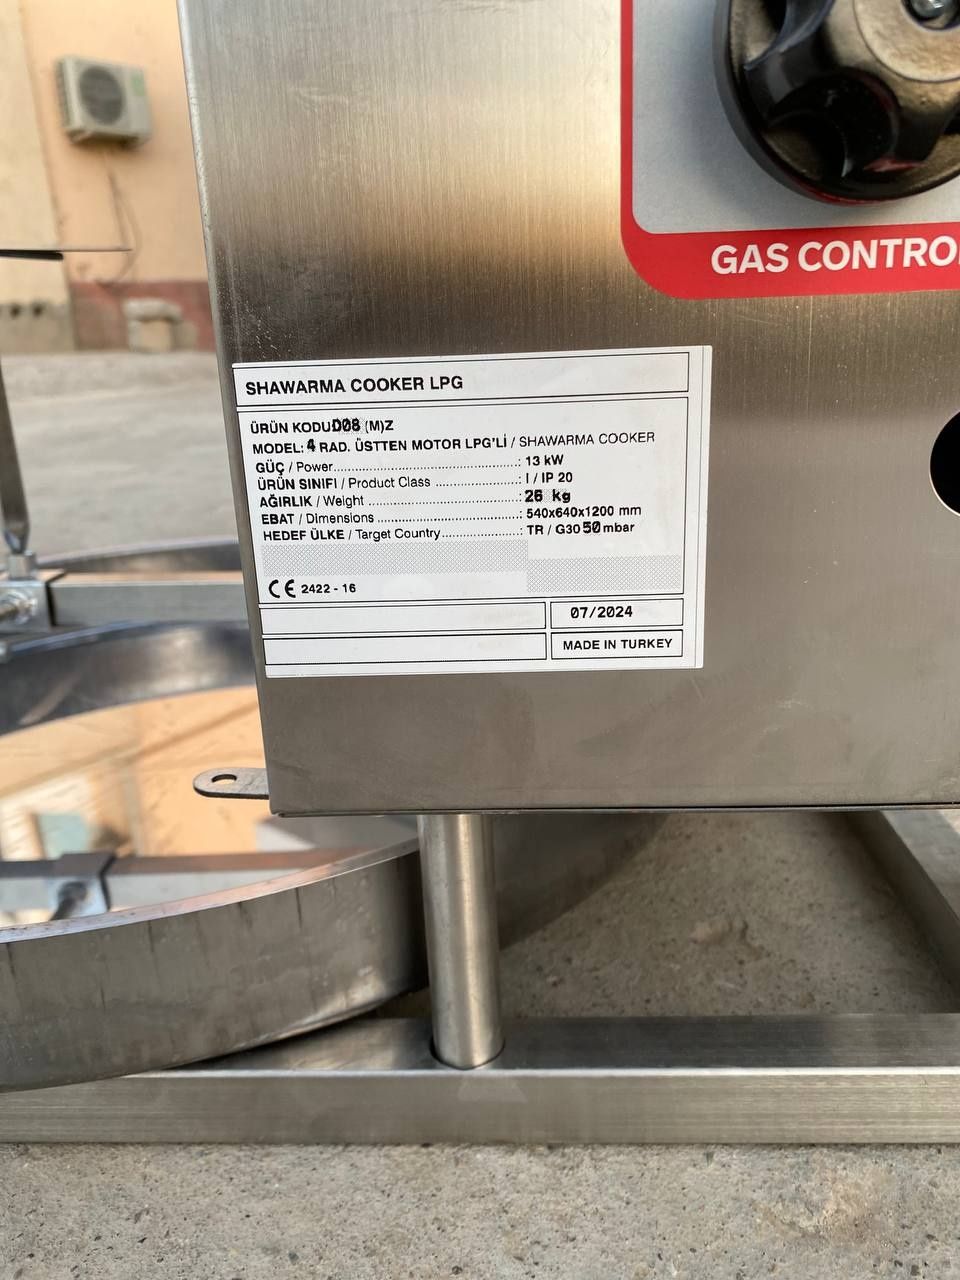 GAS CONTRO
SHAWARMA COOKER LPG
ÜRÜN KODU:D08 (M)Z
MODEL: 4 RAD. ÜSTTEN MOTOR LPG'Lİ / SHAWARMA COOKER
GÜÇ / Power..................................................: 13 kW
ÜRÜN SINIFI / Product Class .......................: I / IP 20
AĞIRLIK / Weight .........................................: 26 kg
EBAT / Dimensions.......................................: 540x640x1200 mm
HEDEF ÜLKE / Target Country.....................: TR / G30 50 mbar
CE 2422 - 16
07/2024
MADE IN TURKEY